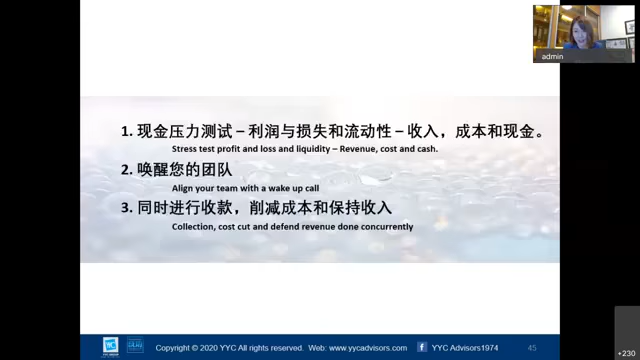 admin
1. 现金压力测试 – 利润与损失和流动性 – 收入，成本和现金。
Stress test profit and loss and liquidity – Revenue, cost and cash.
2. 唤醒您的团队
Align your team with a wake up call
3. 同时进行收款，削减成本和保持收入
Collection, cost cut and defend revenue done concurrently
Copyright © 2020 YYC All rights reserved. Web: www.yycadvisors.com YYC Advisors1974 45
+230